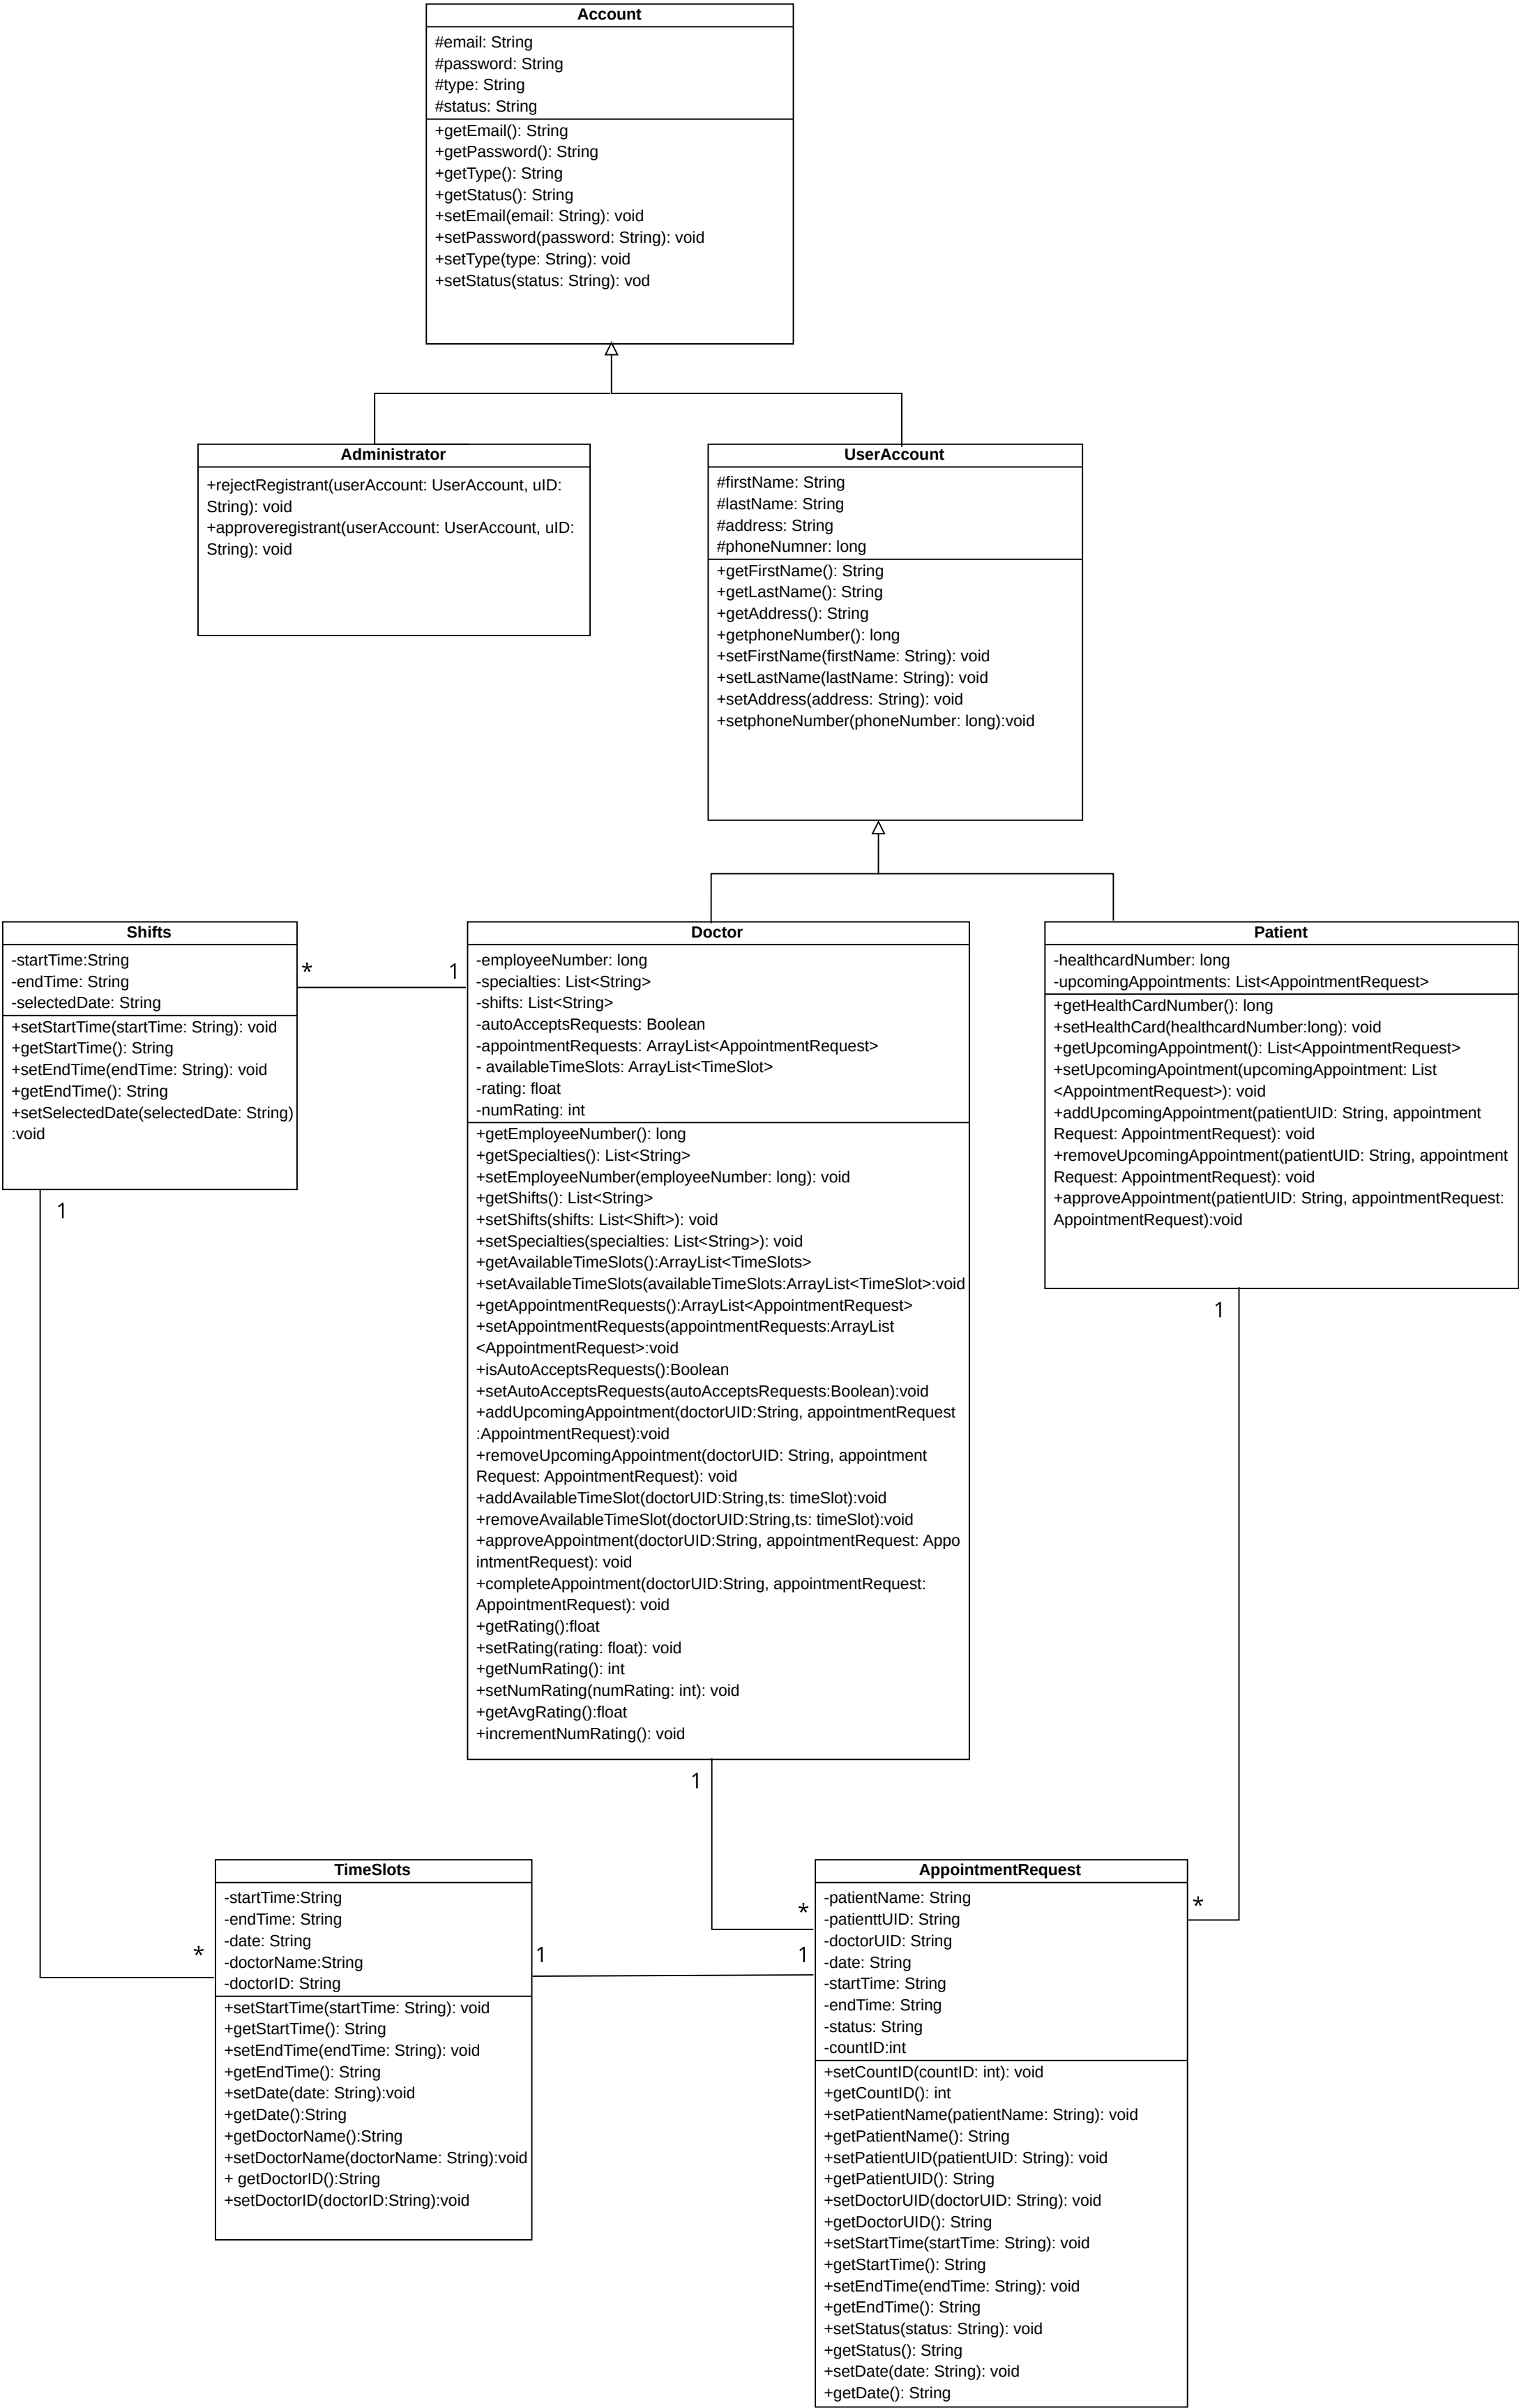 Account
#email: String
#password: String
#type: String
#status: String
+getEmail(): String
+getPassword(): String
+getType(): String
+getStatus(): String
+setEmail(email: String): void
+setPassword(password: String): void
+setType(type: String): void
+setStatus(status: String): vod
Administrator
+rejectRegistrant(userAccount: UserAccount, uID:
String): void
+approveregistrant(userAccount: UserAccount, uID:
String): void
UserAccount
#firstName: String
#lastName: String
#address: String
#phoneNumner: long
+getFirstName(): String
+getLastName(): String
+getAddress(): String
+getphoneNumber(): long
+setFirstName(firstName: String): void
+setLastName(lastName: String): void
+setAddress(address: String): void
+setphoneNumber(phoneNumber: long):void
Shifts
-startTime:String
-endTime: String
-selectedDate: String
+setStartTime(startTime: String): void
+getStartTime(): String
+setEndTime(endTime: String): void
+getEndTime(): String
+setSelectedDate(selectedDate: String)
:void
*
1
1
Doctor
-employeeNumber: long
-specialties: List<String>
-shifts: List<String>
-autoAcceptsRequests: Boolean
-appointmentRequests: ArrayList<AppointmentRequest>
- availableTimeSlots: ArrayList<TimeSlot>
-rating: float
-numRating: int
+getEmployeeNumber(): long
+getSpecialties(): List<String>
+setEmployeeNumber(employeeNumber: long): void
+getShifts(): List<String>
+setShifts(shifts: List<Shift>): void
+setSpecialties(specialties: List<String>): void
+getAvailableTimeSlots():ArrayList<TimeSlots>
+setAvailableTimeSlots(availableTimeSlots:ArrayList<TimeSlot>:void
+getAppointmentRequests():ArrayList<AppointmentRequest>
+setAppointmentRequests(appointmentRequests:ArrayList
<AppointmentRequest>:void
+isAutoAcceptsRequests():Boolean
+setAutoAcceptsRequests(autoAcceptsRequests:Boolean):void
+addUpcomingAppointment(doctorUID:String, appointmentRequest
:AppointmentRequest):void
+removeUpcomingAppointment(doctorUID: String, appointment
Request: AppointmentRequest): void
+addAvailableTimeSlot(doctorUID:String,ts: timeSlot):void
+removeAvailableTimeSlot(doctorUID:String,ts: timeSlot):void
+approveAppointment(doctorUID:String, appointmentRequest: Appo
intmentRequest): void
+completeAppointment(doctorUID:String, appointmentRequest:
AppointmentRequest): void
+getRating():float
+setRating(rating: float): void
+getNumRating(): int
+setNumRating(numRating: int): void
+getAvgRating():float
+incrementNumRating(): void
Patient
-healthcardNumber: long
-upcomingAppointments: List<AppointmentRequest>
+getHealthCardNumber(): long
+setHealthCard(healthcardNumber:long): void
+getUpcomingAppointment(): List<AppointmentRequest>
+setUpcomingApointment(upcomingAppointment: List
<AppointmentRequest>): void
+addUpcomingAppointment(patientUID: String, appointment
Request: AppointmentRequest): void
+removeUpcomingAppointment(patientUID: String, appointment
Request: AppointmentRequest): void
+approveAppointment(patientUID: String, appointmentRequest:
AppointmentRequest):void
1
1
*
TimeSlots
-startTime:String
-endTime: String
-date: String
-doctorName:String
-doctorID: String
+setStartTime(startTime: String): void
+getStartTime(): String
+setEndTime(endTime: String): void
+getEndTime(): String
+setDate(date: String):void
+getDate():String
+getDoctorName():String
+setDoctorName(doctorName: String):void
+ getDoctorID():String
+setDoctorID(doctorID:String):void
1
*
1
*
AppointmentRequest
-patientName: String
-patienttUID: String
-doctorUID: String
-date: String
-startTime: String
-endTime: String
-status: String
-countID:int
+setCountID(countID: int): void
+getCountID(): int
+setPatientName(patientName: String): void
+getPatientName(): String
+setPatientUID(patientUID: String): void
+getPatientUID(): String
+setDoctorUID(doctorUID: String): void
+getDoctorUID(): String
+setStartTime(startTime: String): void
+getStartTime(): String
+setEndTime(endTime: String): void
+getEndTime(): String
+setStatus(status: String): void
+getStatus(): String
+setDate(date: String): void
+getDate(): String